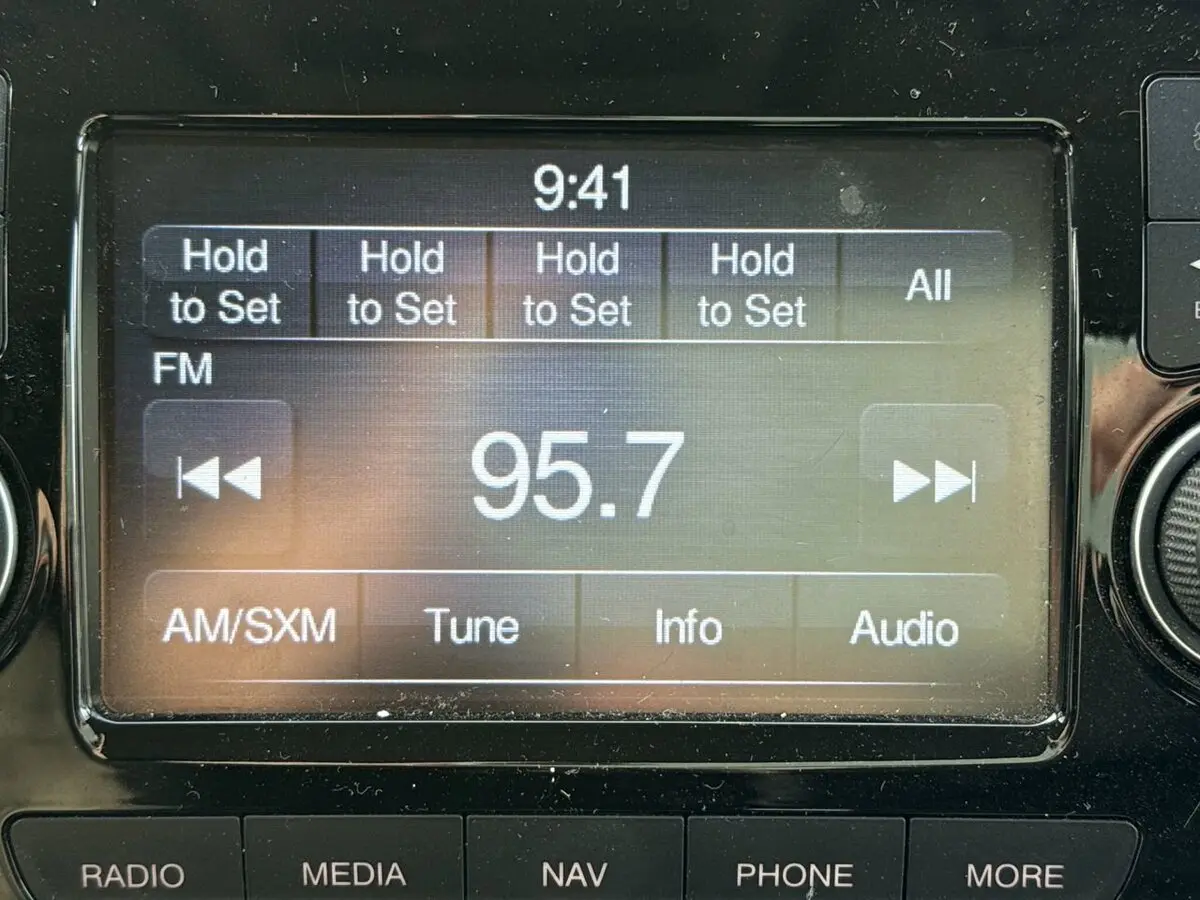 9:41
Hold to Set Hold to Set Hold to Set Hold to Set All
FM
95.7
AM/SXM Tune Info Audio
RADIO MEDIA NAV PHONE MORE